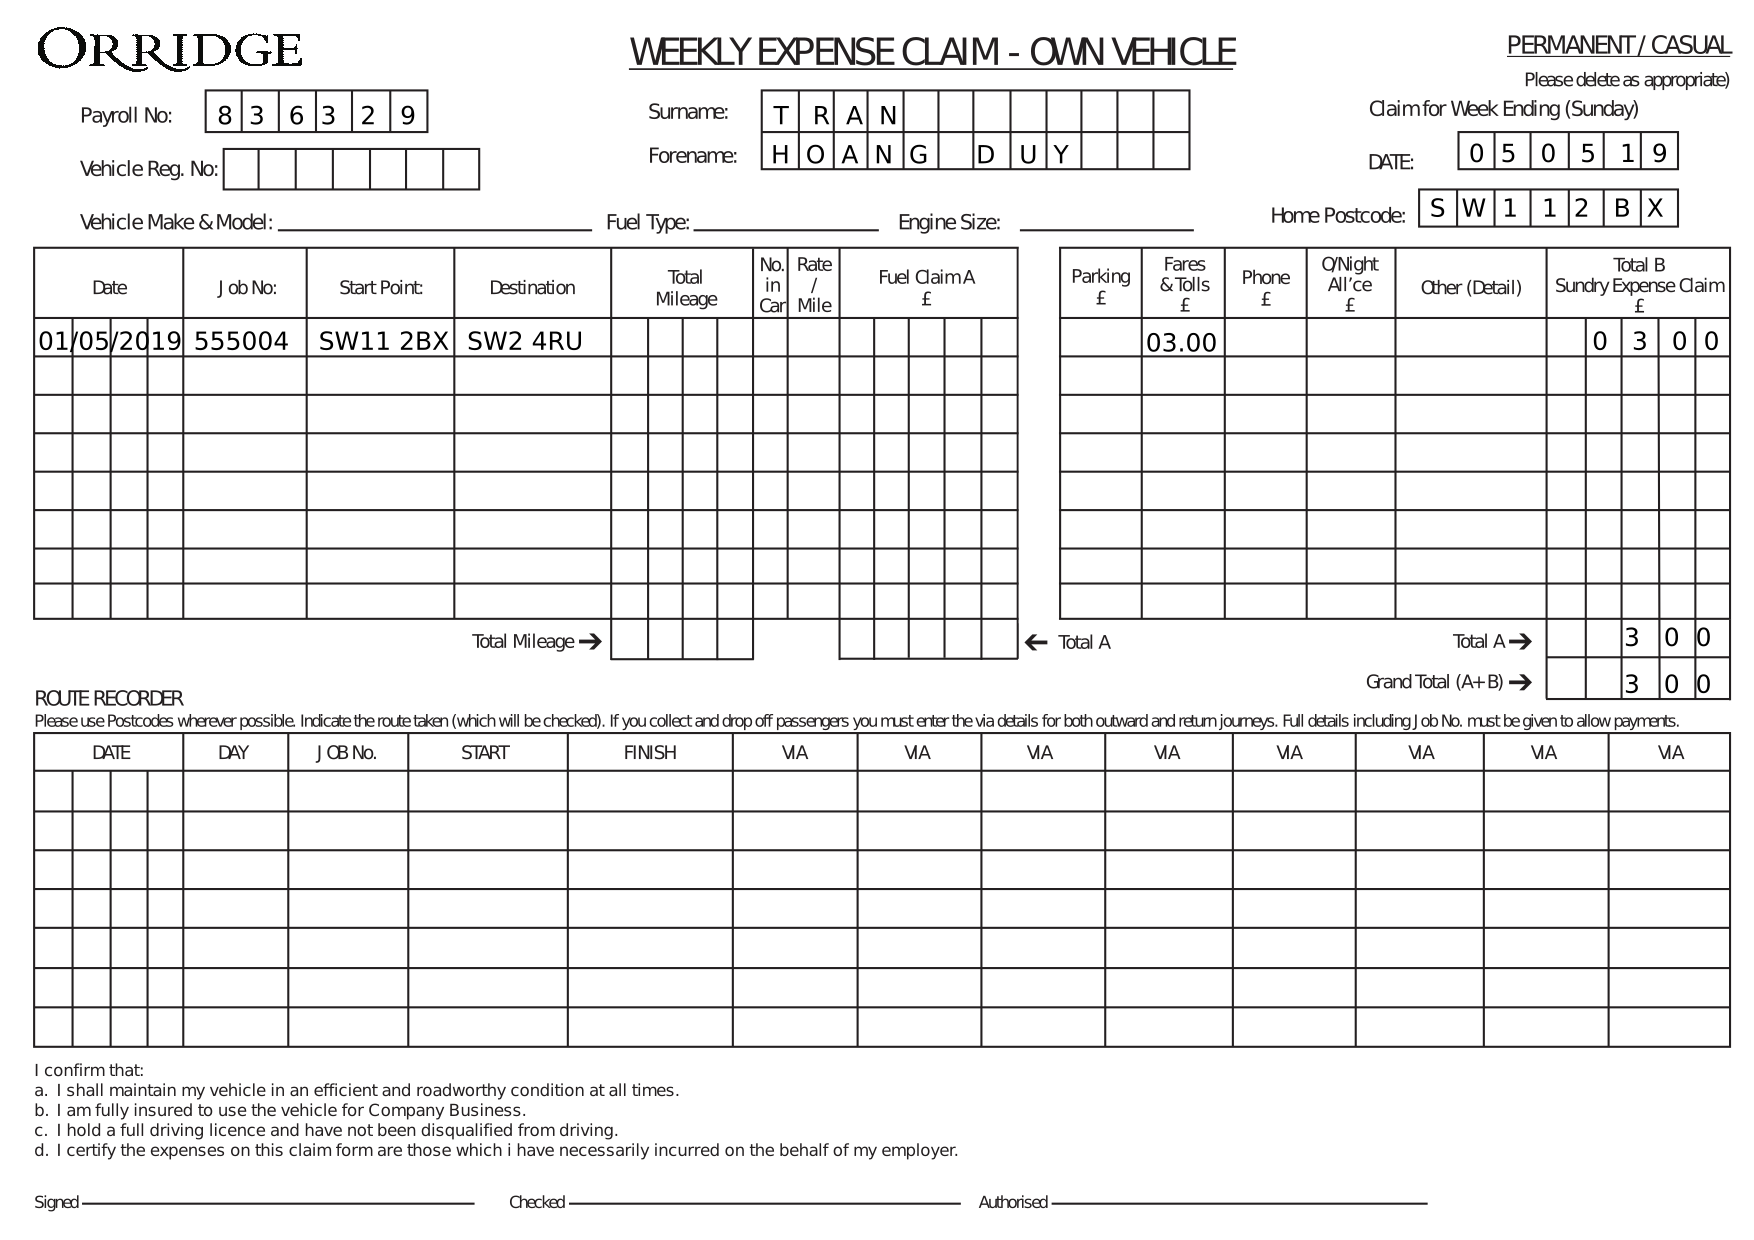 ORRIDGE
WEEKLY EXPENSE CLAIM - OWN VEHICLE
PERMANENT / CASUAL
Please delete as appropriate)
Payroll No: 8 3 6 3 2 9
Surname: T R A N
Claim for Week Ending (Sunday)
Vehicle Reg. No:
Forename: H O A N G D U Y
DATE: 0 5 0 5 1 9
Home Postcode: S W 1 1 2 B X
Vehicle Make & Model: Fuel Type: Engine Size:
Date Job No: Start Point: Destination Total Mileage No. in Car Rate / Mile Fuel Claim A £ Parking £ Fares & Tolls £ Phone £ O/Night All'ce £ Other (Detail) Total B Sundry Expense Claim £
01/05/2019 555004 SW11 2BX SW2 4RU 03.00 0 3 0 0
Total Mileage ➔ ← Total A Total A ➔ 3 0 0
Grand Total (A+ B) ➔ 3 0 0
ROUTE RECORDER
Please use Postcodes wherever possible. Indicate the route taken (which will be checked). If you collect and drop off passengers you must enter the via details for both outward and return journeys. Full details including Job No. must be given to allow payments.
DATE DAY JOB No. START FINISH VIA VIA VIA VIA VIA VIA VIA VIA
I confirm that:
a. I shall maintain my vehicle in an efficient and roadworthy condition at all times.
b. I am fully insured to use the vehicle for Company Business.
c. I hold a full driving licence and have not been disqualified from driving.
d. I certify the expenses on this claim form are those which i have necessarily incurred on the behalf of my employer.
Signed Checked Authorised